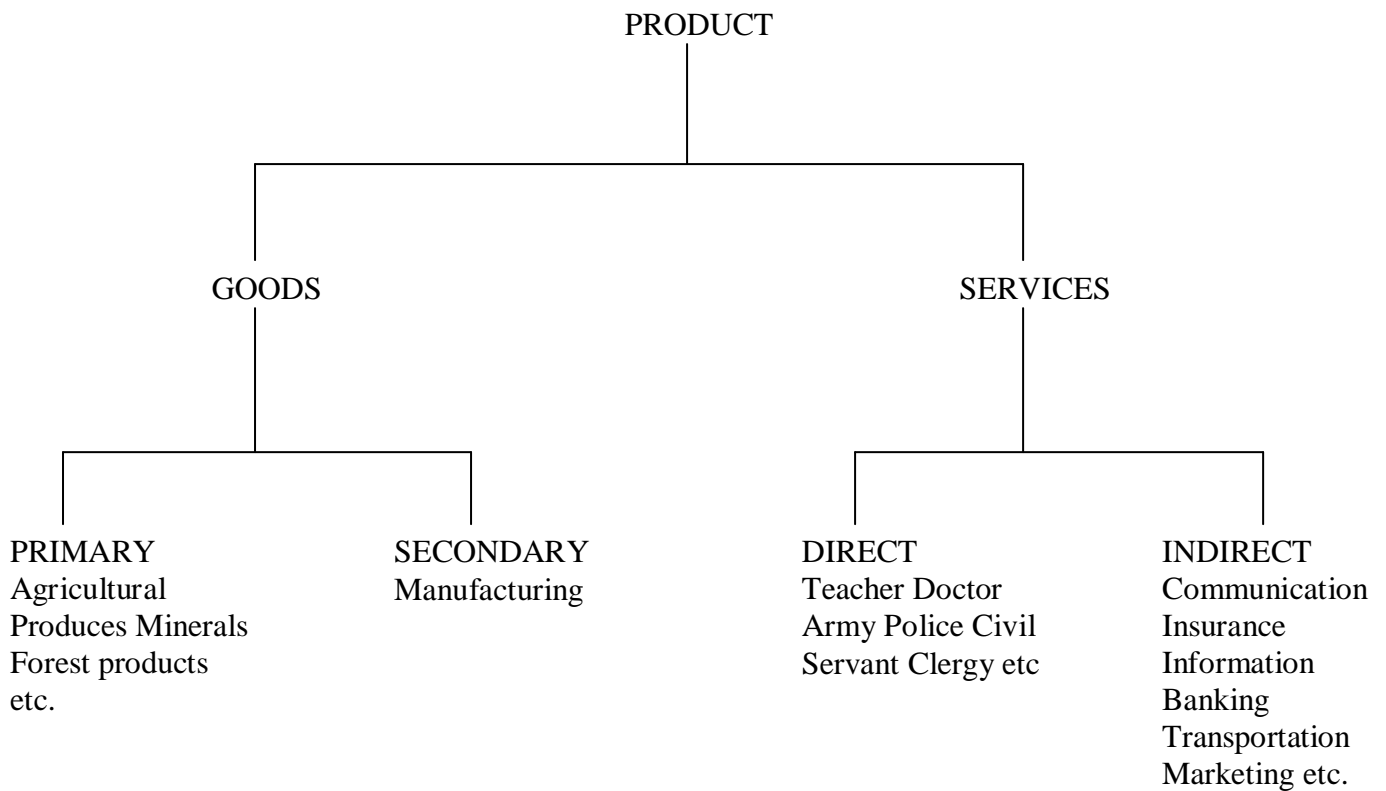 PRODUCT
GOODS
SERVICES
PRIMARY
Agricultural
Produces Minerals
Forest products
etc.
SECONDARY
Manufacturing
DIRECT
Teacher Doctor
Army Police Civil
Servant Clergy etc
INDIRECT
Communication
Insurance
Information
Banking
Transportation
Marketing etc.